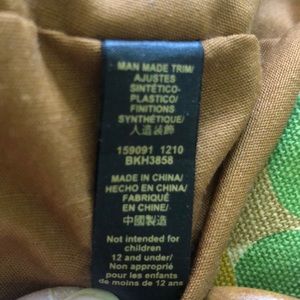 MAN MADE TRIM/
AJUSTES
SINTÉTICO-
PLASTICO/
FINITIONS
SYNTHÉTIQUE/
人造裝飾
159091 1210
BKH3858
MADE IN CHINA/
HECHO EN CHINA/
FABRIQUÉ
EN CHINE/
中國製造
Not intended for
children
12 and under/
Non approprié
pour les enfants
de 12 ans et moins